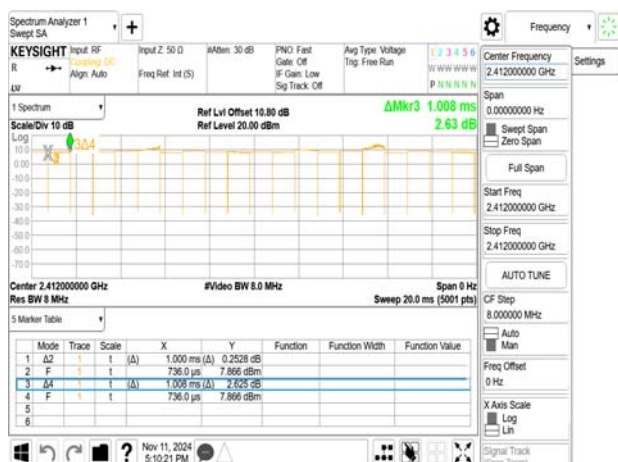 Spectrum Analyzer 1
Swept SA
+
Frequency
KEYSIGHT
R
Input: RF
Coupling: DC
Align: Auto
Input Z: 50 Ω
Freq Ref: Int (S)
#Atten: 30 dB
PNO: Fast
Gate: Off
IF Gain: Low
Sig Track: Off
Avg Type: Voltage
Trig: Free Run
1 2 3 4 5 6
W W W W W W
P N N N N N
Center Frequency
2.412000000 GHz
Settings
Span
0.00000000 Hz
Swept Span
Zero Span
Full Span
Start Freq
2.412000000 GHz
Stop Freq
2.412000000 GHz
AUTO TUNE
CF Step
8.000000 MHz
Auto
Man
Freq Offset
0 Hz
X Axis Scale
Log
Lin
Signal Track
1 Spectrum
Scale/Div 10 dB
Ref Lvl Offset 10.80 dB
Ref Level 20.00 dBm
ΔMkr3 1.008 ms
2.63 dB
Log
10.0
0.00
-10.0
-20.0
-30.0
-40.0
-50.0
-60.0
-70.0
3Δ4
Center 2.412000000 GHz
Res BW 8 MHz
#Video BW 8.0 MHz
Span 0 Hz
Sweep 20.0 ms (5001 pts)
5 Marker Table
Mode Trace Scale X Y Function Function Width Function Value
1 Δ2 1 t (Δ) 1.000 ms (Δ) 0.2528 dB
2 F 1 t 736.0 µs 7.866 dBm
3 Δ4 1 t (Δ) 1.008 ms (Δ) 2.625 dB
4 F 1 t 736.0 µs 7.866 dBm
5
6
?
Nov 11, 2024
5:10:21 PM